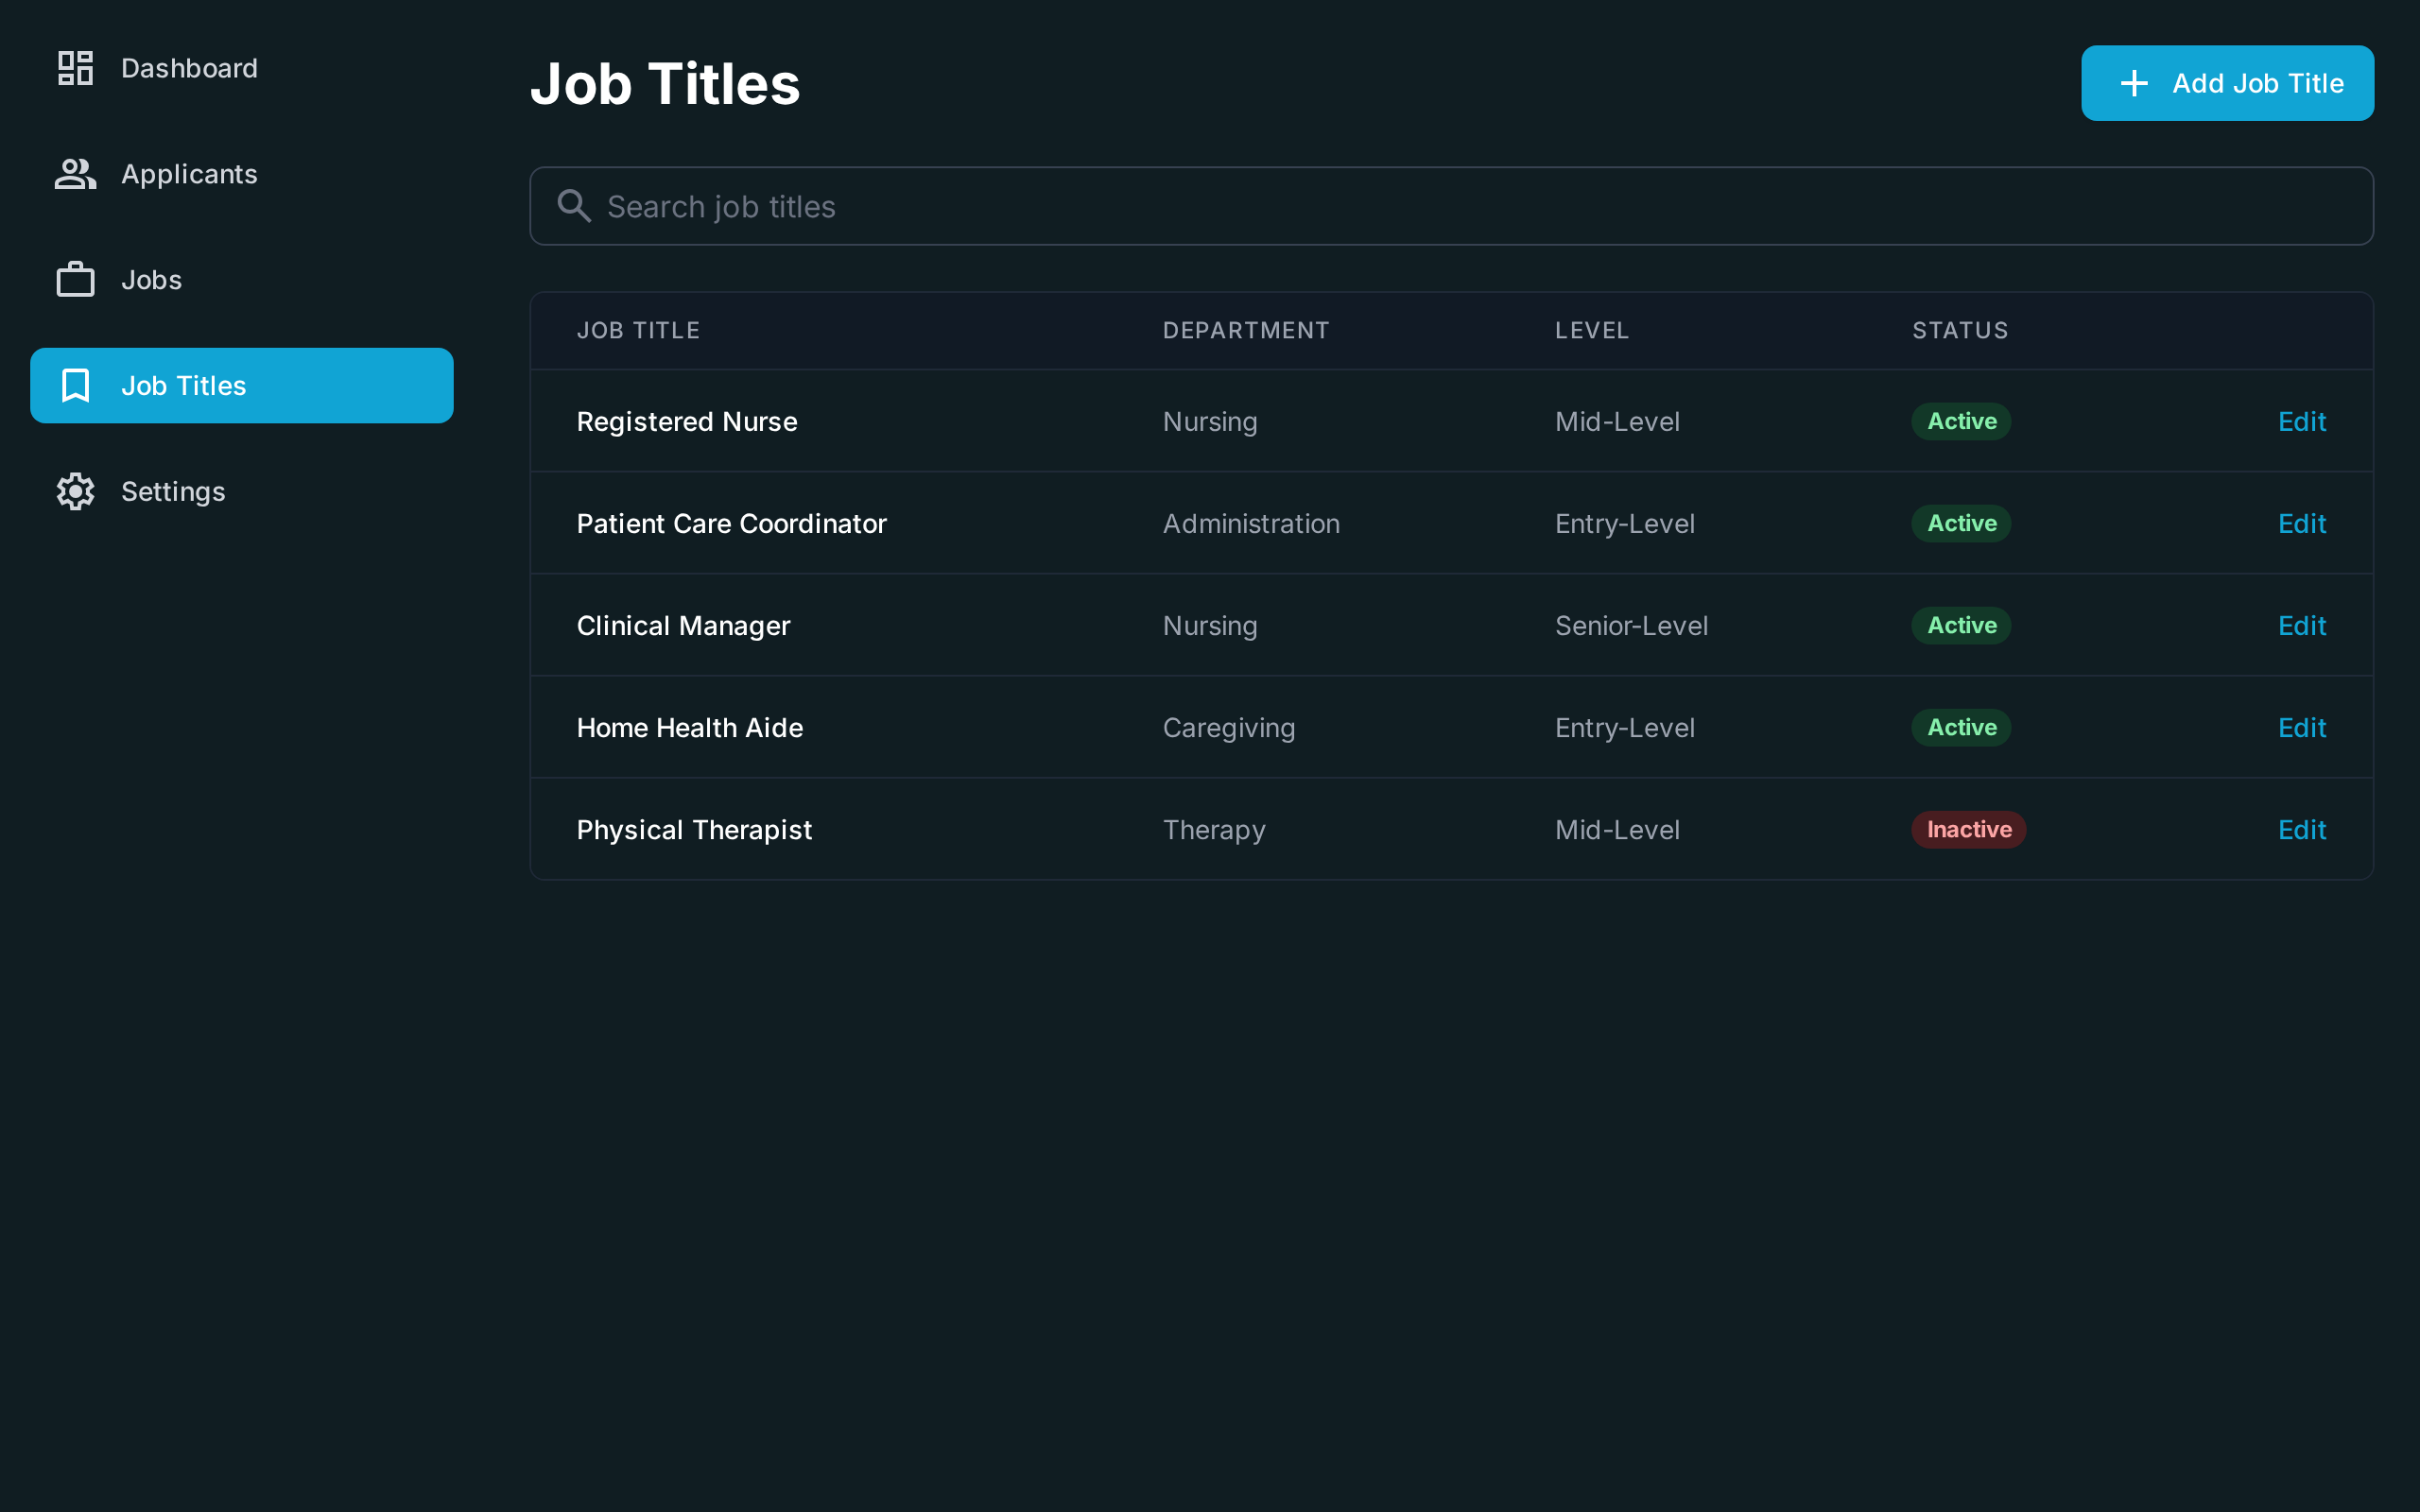 Dashboard
Applicants
Jobs
Job Titles
Settings
Job Titles
Add Job Title
Search job titles
JOB TITLE DEPARTMENT LEVEL STATUS
Registered Nurse Nursing Mid-Level Active Edit
Patient Care Coordinator Administration Entry-Level Active Edit
Clinical Manager Nursing Senior-Level Active Edit
Home Health Aide Caregiving Entry-Level Active Edit
Physical Therapist Therapy Mid-Level Inactive Edit